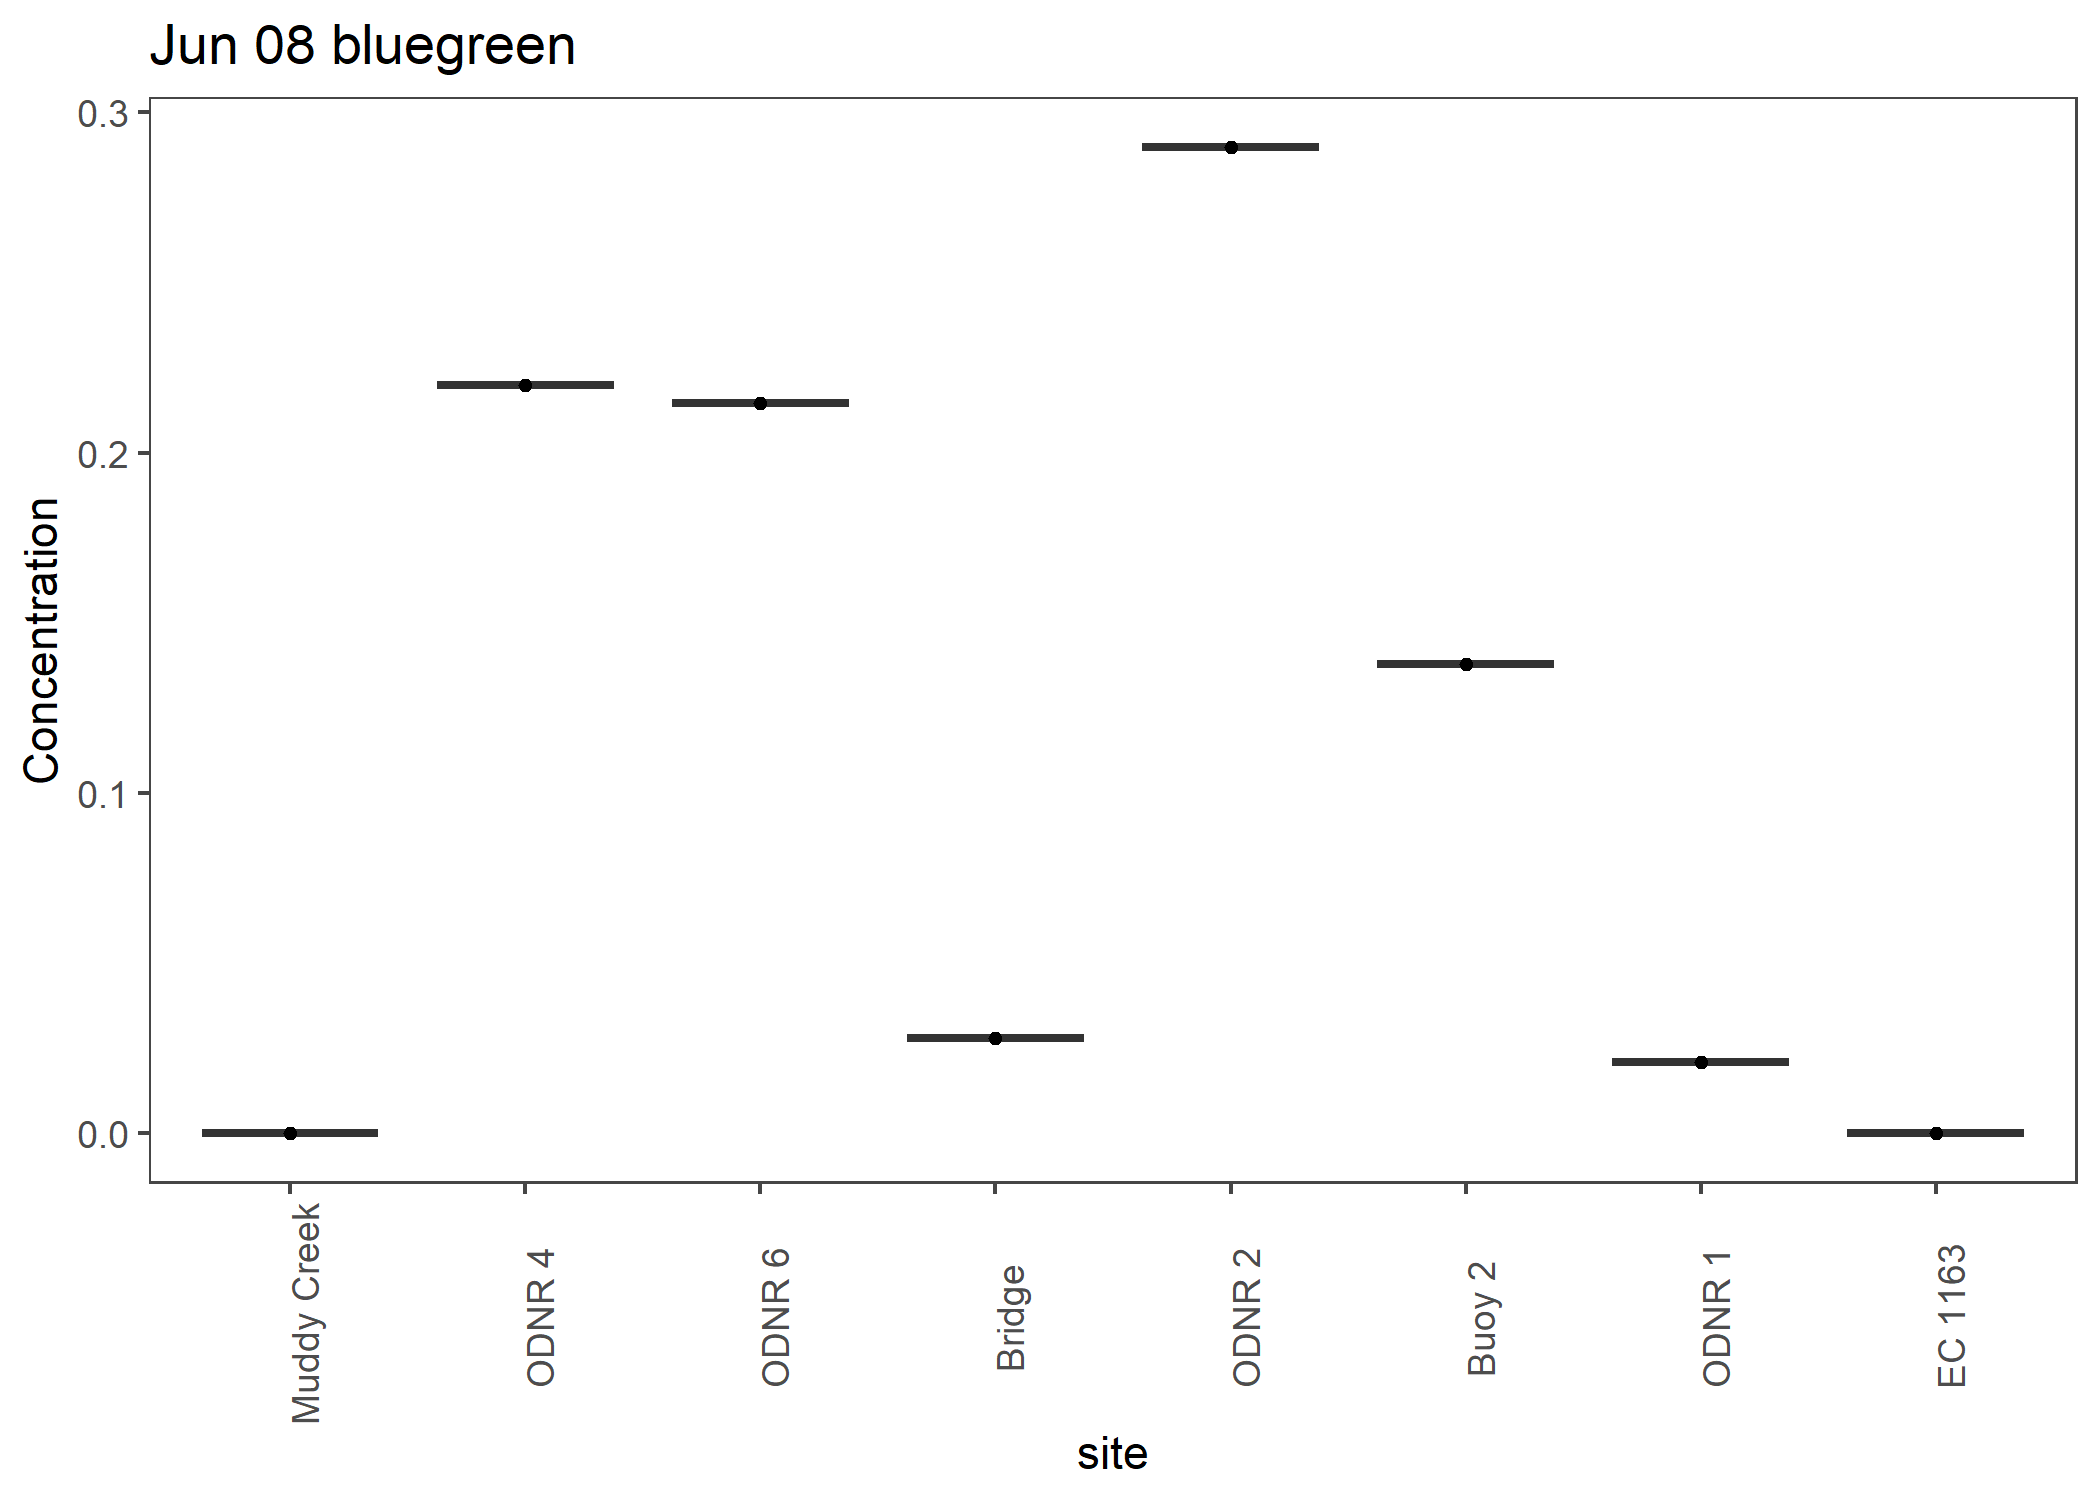 Jun 08 bluegreen
0.3
0.2
0.1
0.0
Concentration
Muddy Creek
ODNR 4
ODNR 6
Bridge
ODNR 2
Buoy 2
ODNR 1
EC 1163
site